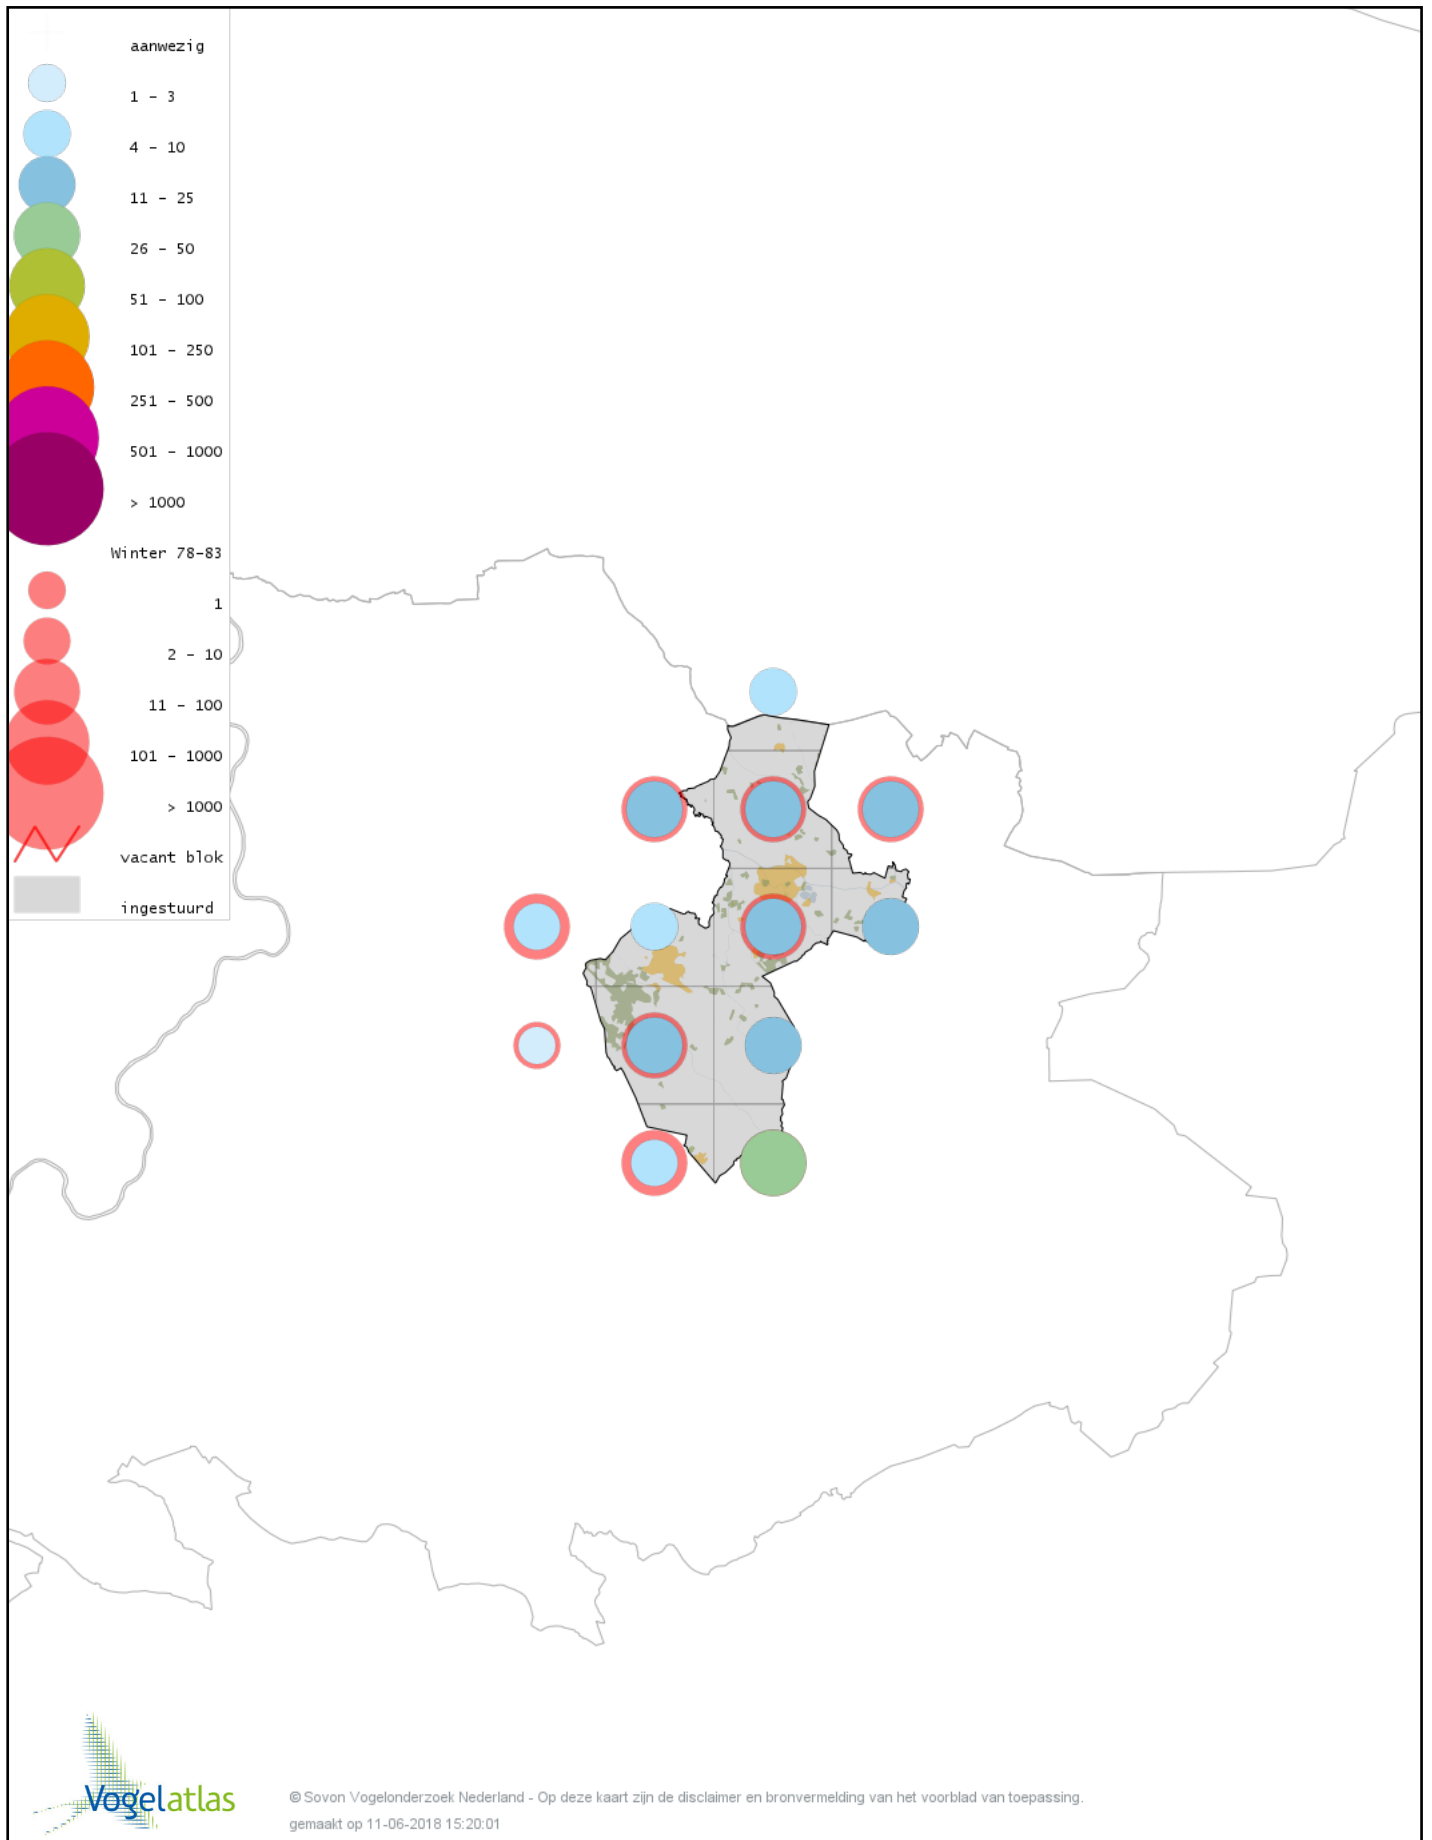 aanwezig
1 - 3
4 - 10
11 - 25
26 - 50
51 - 100
101 - 250
251 - 500
501 - 1000
> 1000
Winter 78-83
1
2 - 10
11 - 100
101 - 1000
> 1000
vacant blok
ingestuurd
Vogelatlas
© Sovon Vogelonderzoek Nederland - Op deze kaart zijn de disclaimer en bronvermelding van het voorblad van toepassing.
gemaakt op 11-06-2018 15:20:01